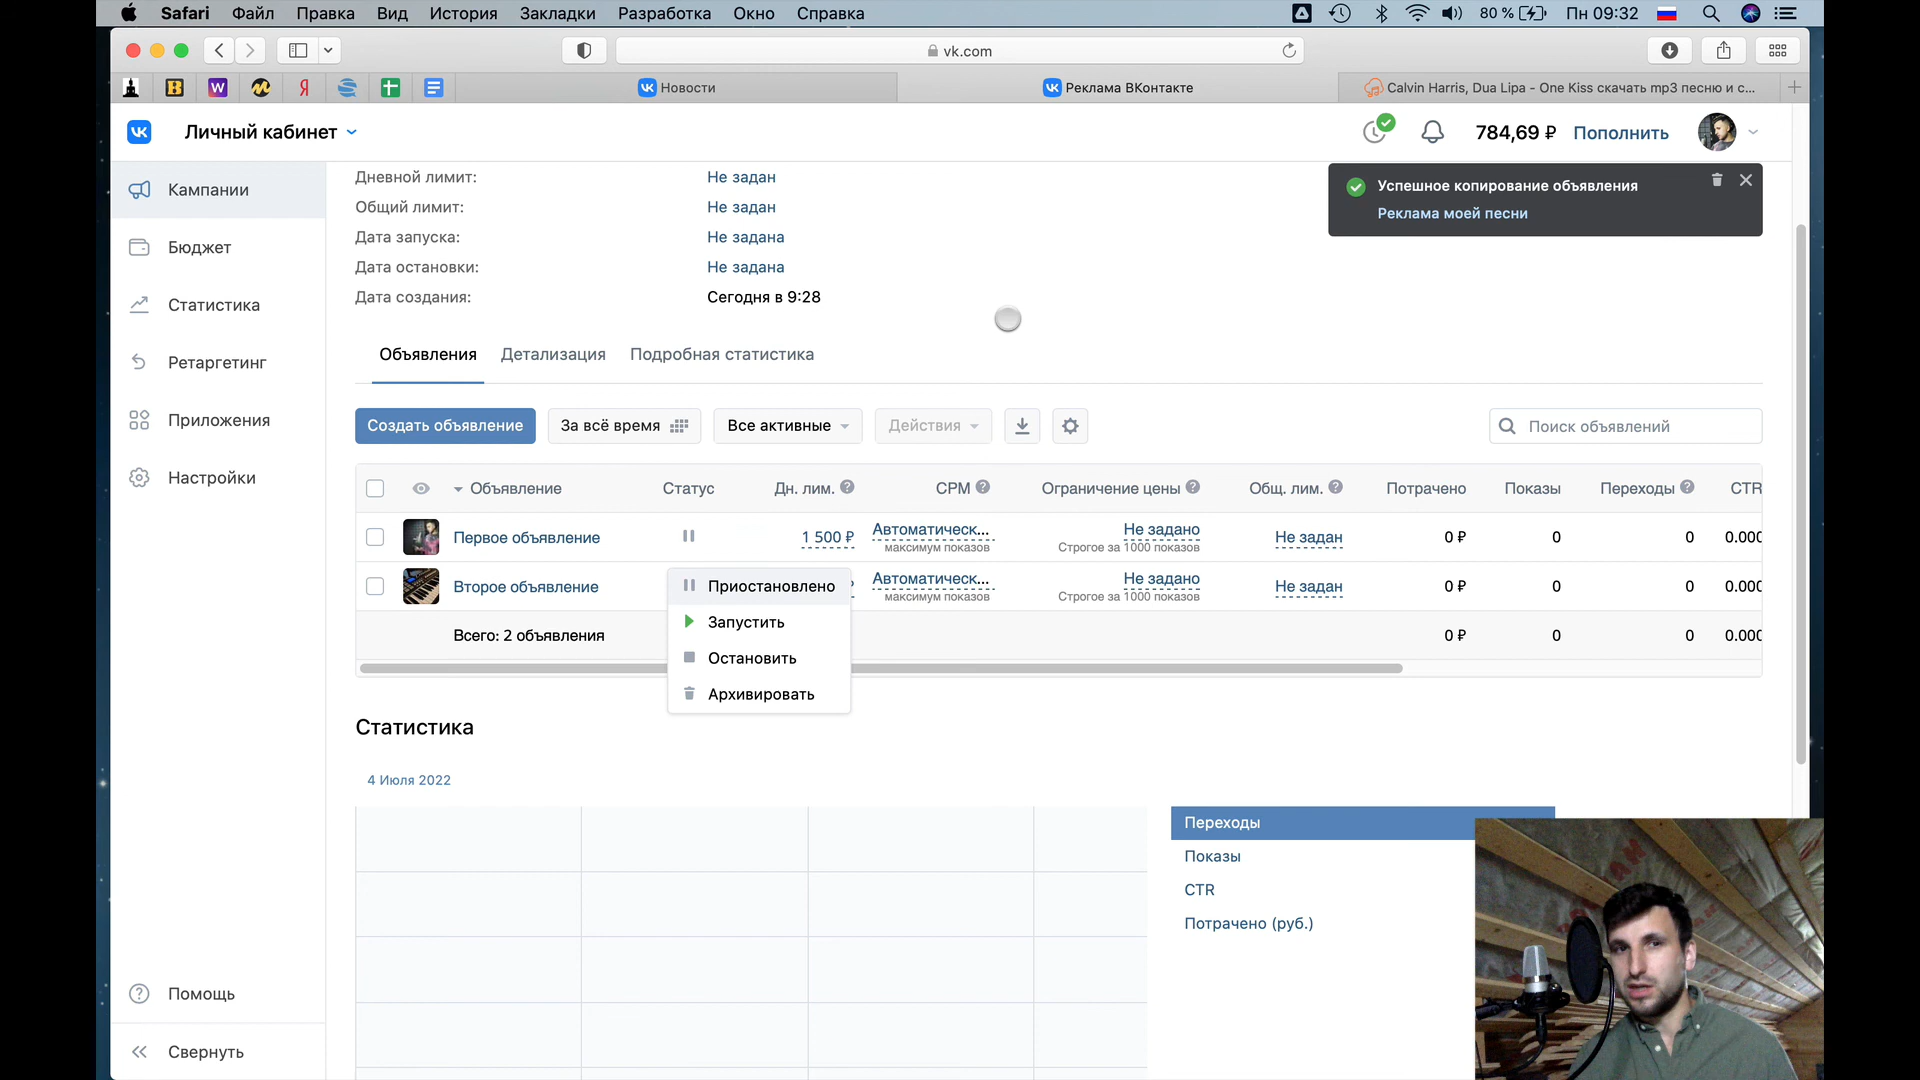 Safari Файл Правка Вид История Закладки Разработка Окно Справка 80 % Пн 09:32
vk.com
Новости
Реклама ВКонтакте
Calvin Harris, Dua Lipa - One Kiss скачать mp3 песню и с...
Личный кабинет
784,69 ₽ Пополнить
Кампании
Бюджет
Статистика
Ретаргетинг
Приложения
Настройки
Помощь
Свернуть
Дневной лимит: Не задан
Общий лимит: Не задан
Дата запуска: Не задана
Дата остановки: Не задана
Дата создания: Сегодня в 9:28
Успешное копирование объявления
Реклама моей песни
Объявления Детализация Подробная статистика
Создать объявление За всё время Все активные Действия Поиск объявлений
Объявление Статус Дн. лим. CPM Ограничение цены Общ. лим. Потрачено Показы Переходы CTR
Первое объявление 1 500 ₽ Автоматическ... Не задано Не задан 0 ₽ 0 0 0.000
максимум показов Строгое за 1000 показов
Второе объявление Автоматическ... Не задано Не задан 0 ₽ 0 0 0.000
максимум показов Строгое за 1000 показов
Всего: 2 объявления 0 ₽ 0 0 0.000
Приостановлено
Запустить
Остановить
Архивировать
Статистика
4 Июля 2022
Переходы
Показы
CTR
Потрачено (руб.)